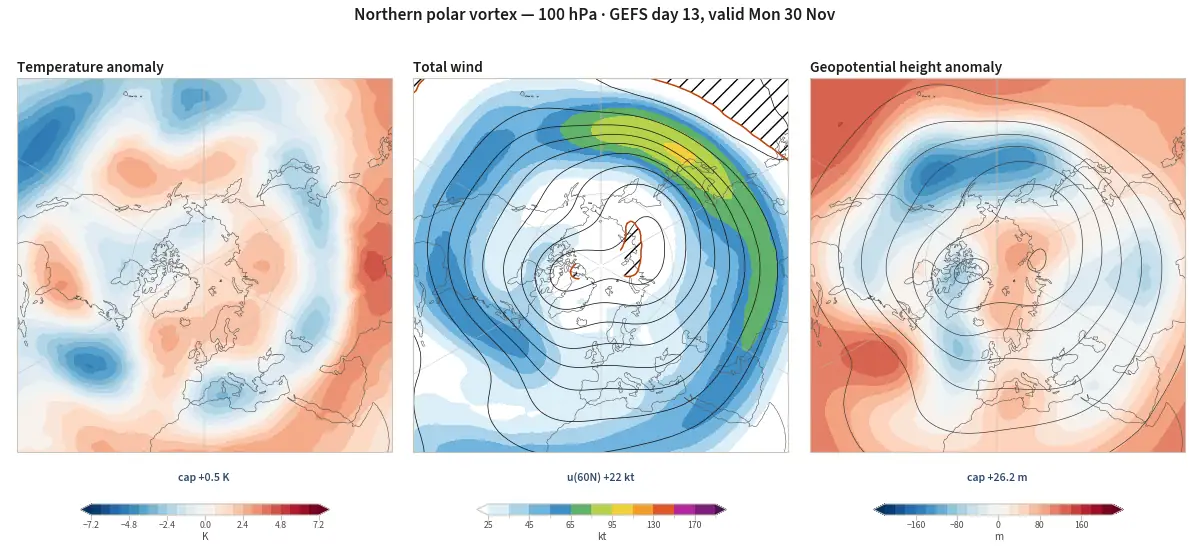 Northern polar vortex — 100 hPa · GEFS day 13, valid Mon 30 Nov
Temperature anomaly
Total wind
Geopotential height anomaly
cap +0.5 K
u(60N) +22 kt
cap +26.2 m
−7.2 −4.8 −2.4 0.0 2.4 4.8 7.2
K
25 45 65 95 130 170
kt
−160 −80 0 80 160
m